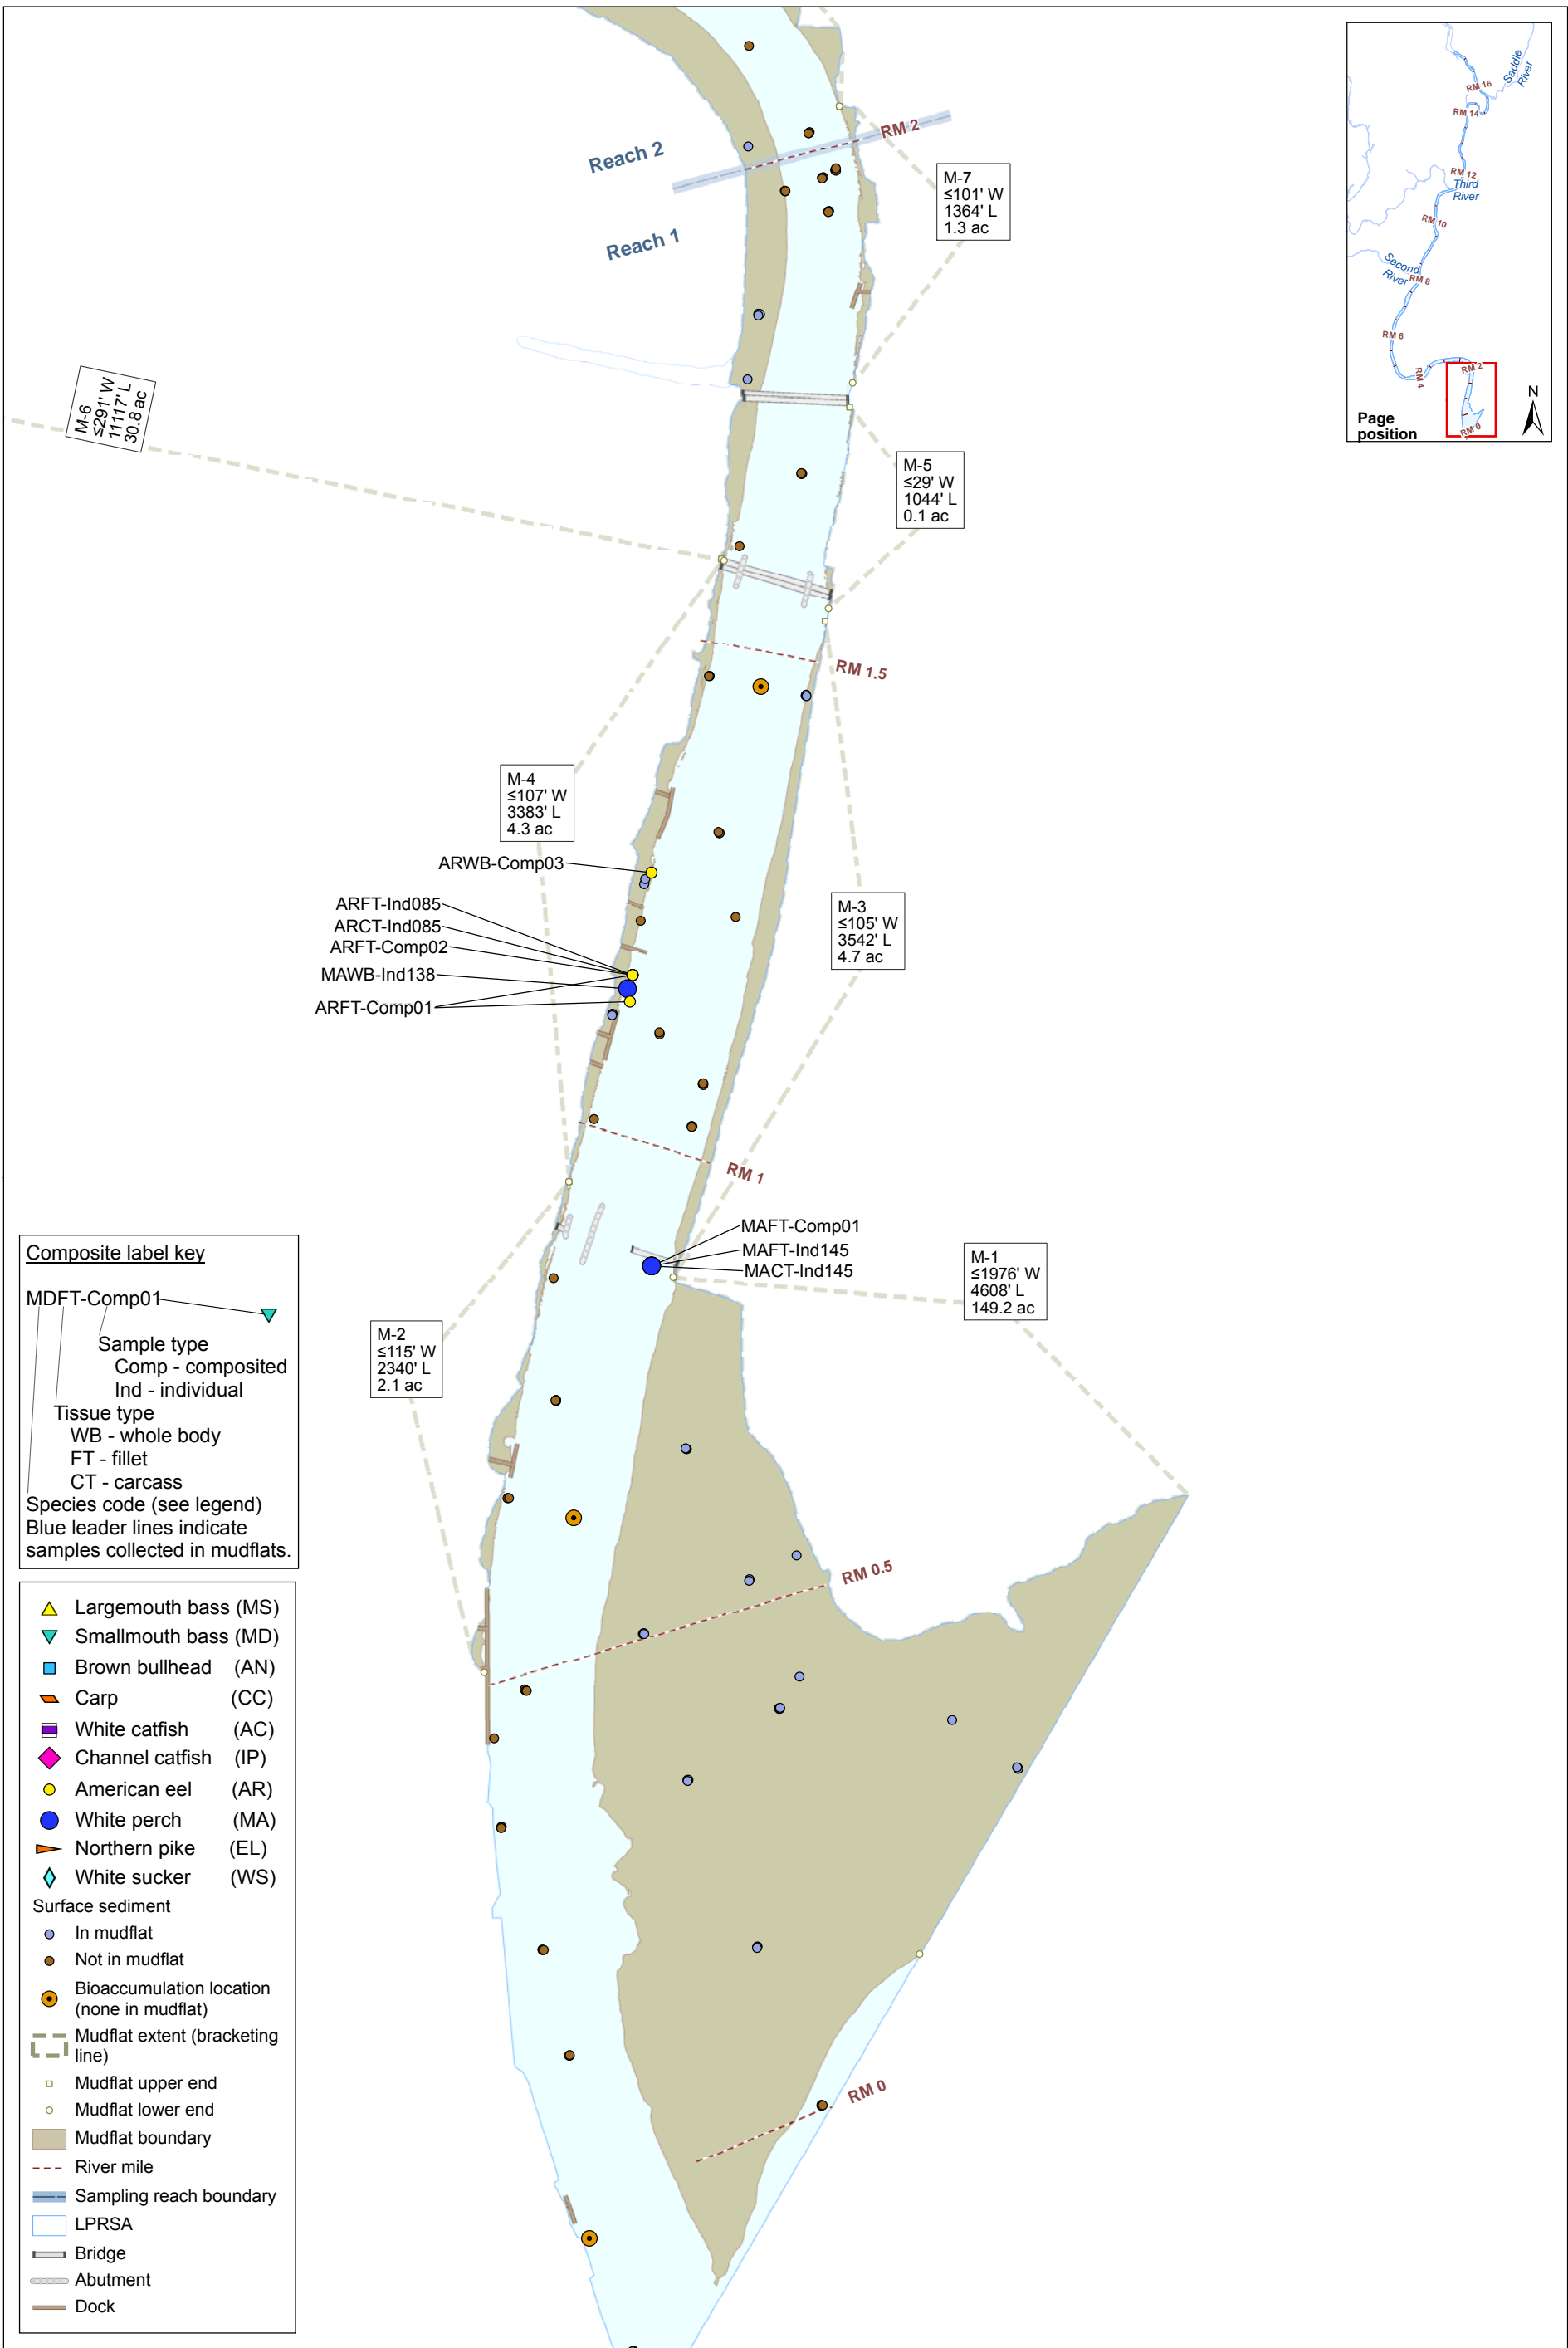 RM 2
Reach 2
Reach 1
M-7
≤101' W
1364' L
1.3 ac
M-6
≤291' W
11117' L
30.8 ac
M-5
≤29' W
1044' L
0.1 ac
RM 1.5
M-4
≤107' W
3383' L
4.3 ac
ARWB-Comp03
ARFT-Ind085
ARCT-Ind085
ARFT-Comp02
MAWB-Ind138
ARFT-Comp01
M-3
≤105' W
3542' L
4.7 ac
RM 1
MAFT-Comp01
MAFT-Ind145
MACT-Ind145
M-1
≤1976' W
4608' L
149.2 ac
M-2
≤115' W
2340' L
2.1 ac
RM 0.5
RM 0
Saddle
River
RM 16
RM 14
RM 12
Third
River
RM 10
Second
River
RM 8
RM 6
RM 4
RM 2
RM 0
Page
position
N
Composite label key
MDFT-Comp01
Sample type
Comp - composited
Ind - individual
Tissue type
WB - whole body
FT - fillet
CT - carcass
Species code (see legend)
Blue leader lines indicate
samples collected in mudflats.
Largemouth bass (MS)
Smallmouth bass (MD)
Brown bullhead (AN)
Carp (CC)
White catfish (AC)
Channel catfish (IP)
American eel (AR)
White perch (MA)
Northern pike (EL)
White sucker (WS)
Surface sediment
In mudflat
Not in mudflat
Bioaccumulation location
(none in mudflat)
Mudflat extent (bracketing
line)
Mudflat upper end
Mudflat lower end
Mudflat boundary
River mile
Sampling reach boundary
LPRSA
Bridge
Abutment
Dock